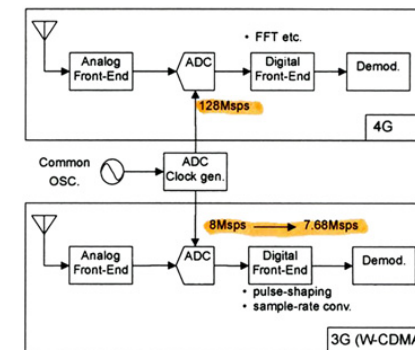 • FFT etc.
Analog
Front-End
ADC
Digital
Front-End
Demod.
128Msps
4G
Common
OSC.
ADC
Clock gen.
8Msps
7.68Msps
Analog
Front-End
ADC
Digital
Front-End
Demod.
• pulse-shaping
• sample-rate conv.
3G (W-CDMA